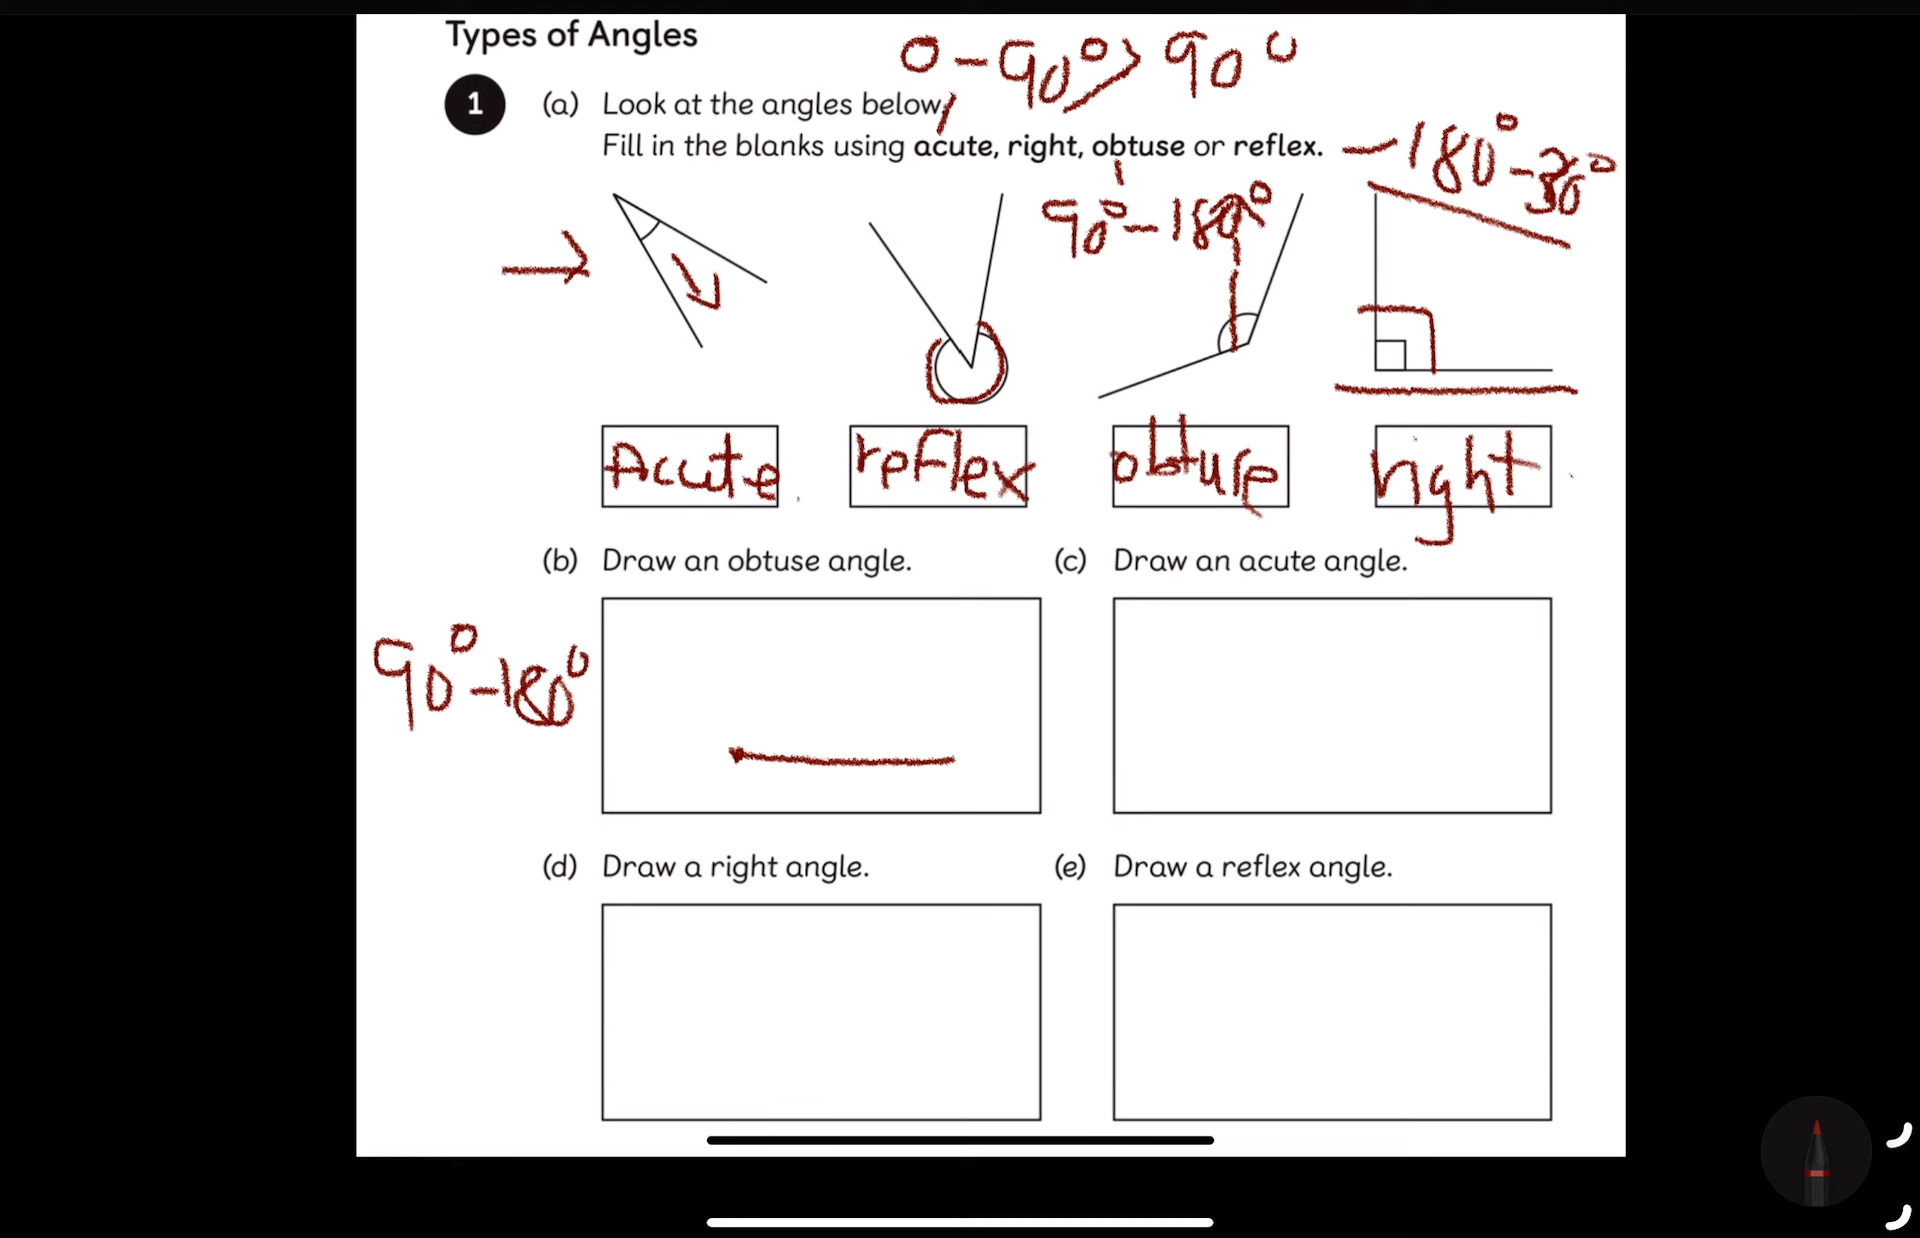 Types of Angles
0-90° > 90°
1 (a) Look at the angles below,
Fill in the blanks using acute, right, obtuse or reflex. - 180°-
90°-180°
Acute reflex obture right
(b) Draw an obtuse angle. (c) Draw an acute angle.
90°-180°
(d) Draw a right angle. (e) Draw a reflex angle.